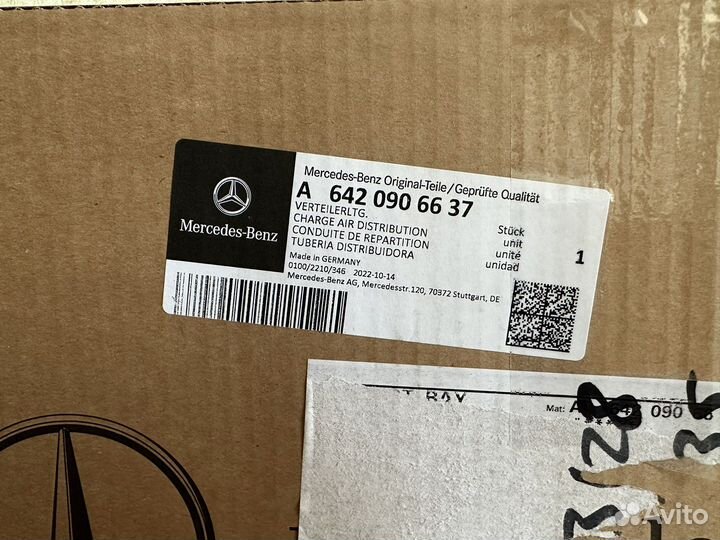 Mercedes-Benz
Mercedes-Benz Original-Teile/Geprüfte Qualität
A 642 090 66 37
VERTEILERLTG.
CHARGE AIR DISTRIBUTION
CONDUITE DE REPARTITION
TUBERIA DISTRIBUIDORA
Stück
unit
unité
unidad
1
Made in GERMANY
0100/2210/346 2022-10-14
Mercedes-Benz AG, Mercedesstr.120, 70372 Stuttgart, DE
Mat: A 642 090
Avito